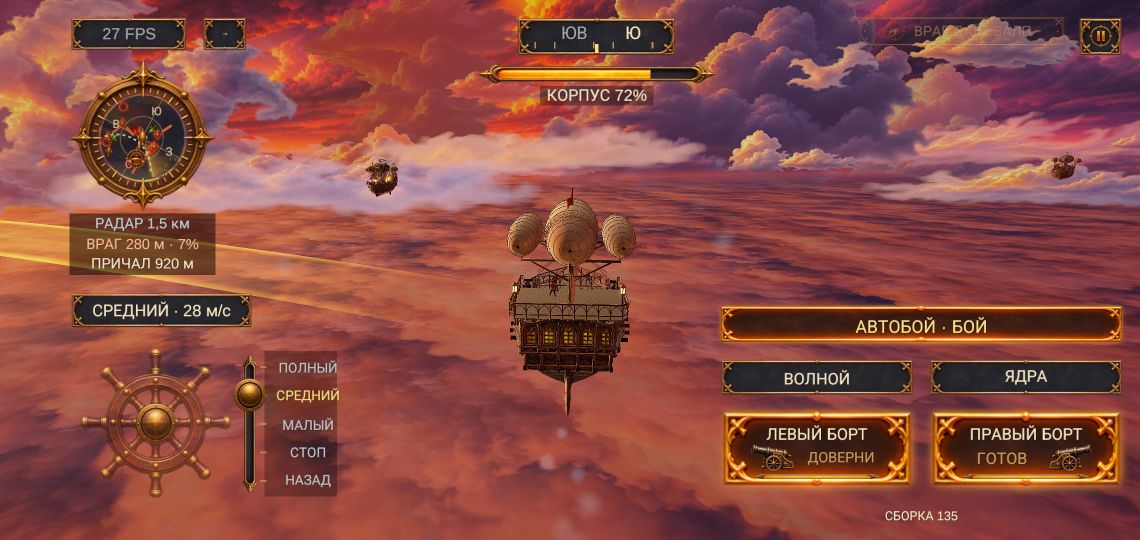 27 FPS
ЮВ Ю
КОРПУС 72%
Ю
В
З
РАДАР 1,5 км
ВРАГ 280 м · 7%
ПРИЧАЛ 920 м
СРЕДНИЙ · 28 м/с
ПОЛНЫЙ
СРЕДНИЙ
МАЛЫЙ
СТОП
НАЗАД
АВТОБОЙ · БОЙ
ВОЛНОЙ
ЯДРА
ЛЕВЫЙ БОРТ
ДОВЕРНИ
ПРАВЫЙ БОРТ
ГОТОВ
СБОРКА 135